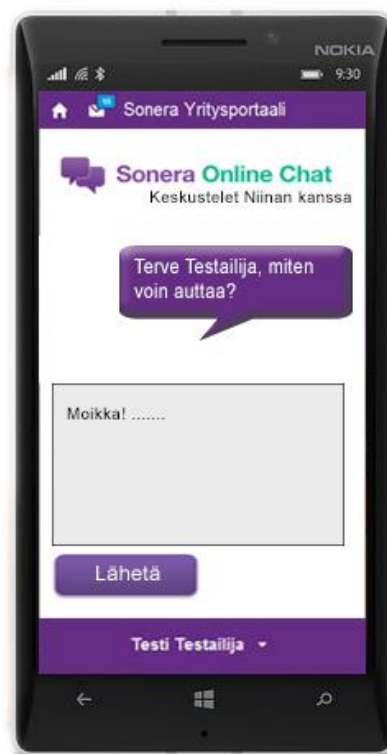 NOKIA
9:30
Sonera Yritysportaali
Sonera Online Chat
Keskustelet Niinan kanssa
Terve Testailija, miten
voin auttaa?
Moikka! .......
Lähetä
Testi Testailija